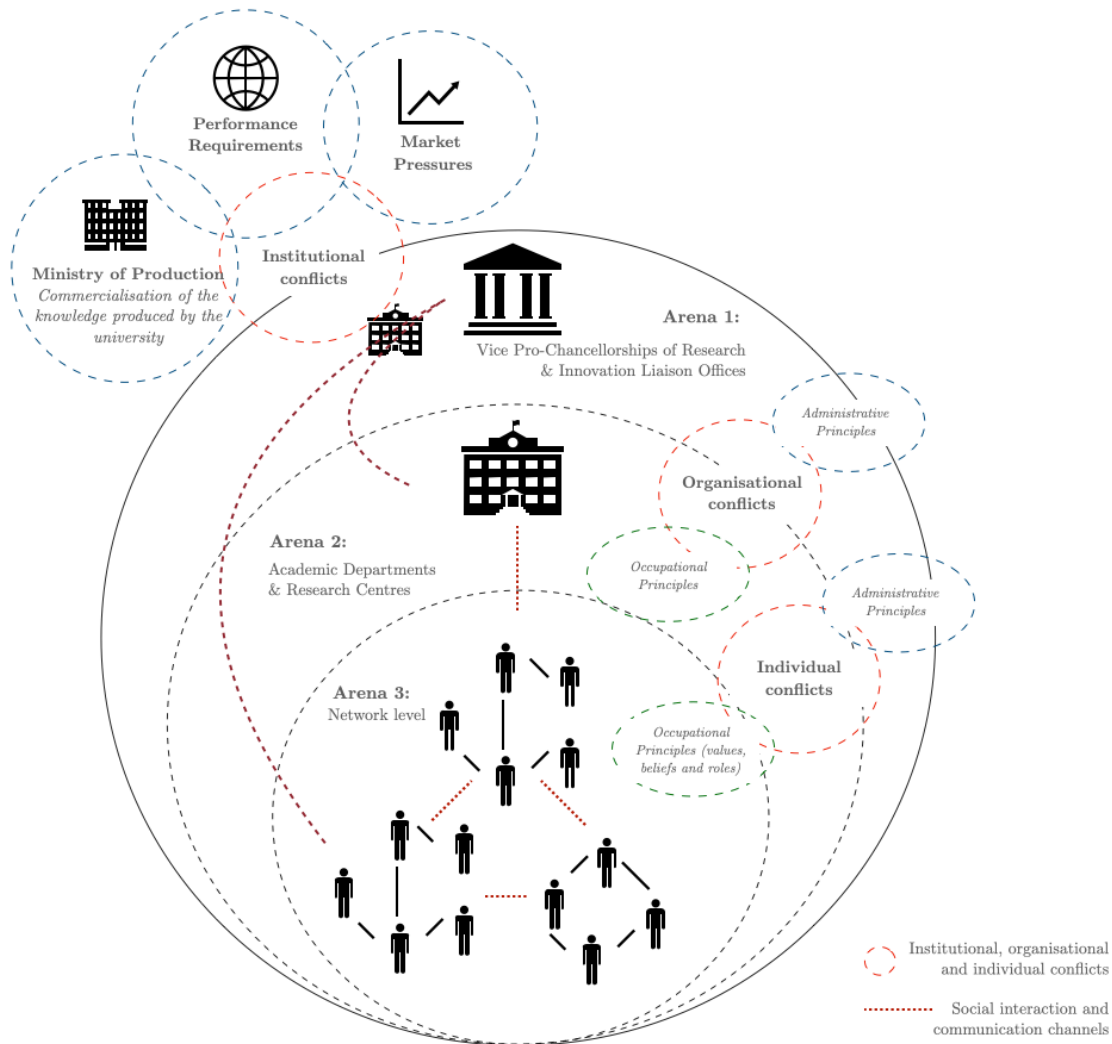 Performance
Requirements
Market
Pressures
Ministry of Production
Commercialisation of the
knowledge produced by the
university
Institutional
conflicts
Arena 1:
Vice Pro-Chancellorships of Research
& Innovation Liaison Offices
Administrative
Principles
Organisational
conflicts
Arena 2:
Academic Departments
& Research Centres
Occupational
Principles
Administrative
Principles
Individual
conflicts
Arena 3:
Network level
Occupational
Principles (values,
beliefs and roles)
Institutional, organisational
and individual conflicts
Social interaction and
communication channels